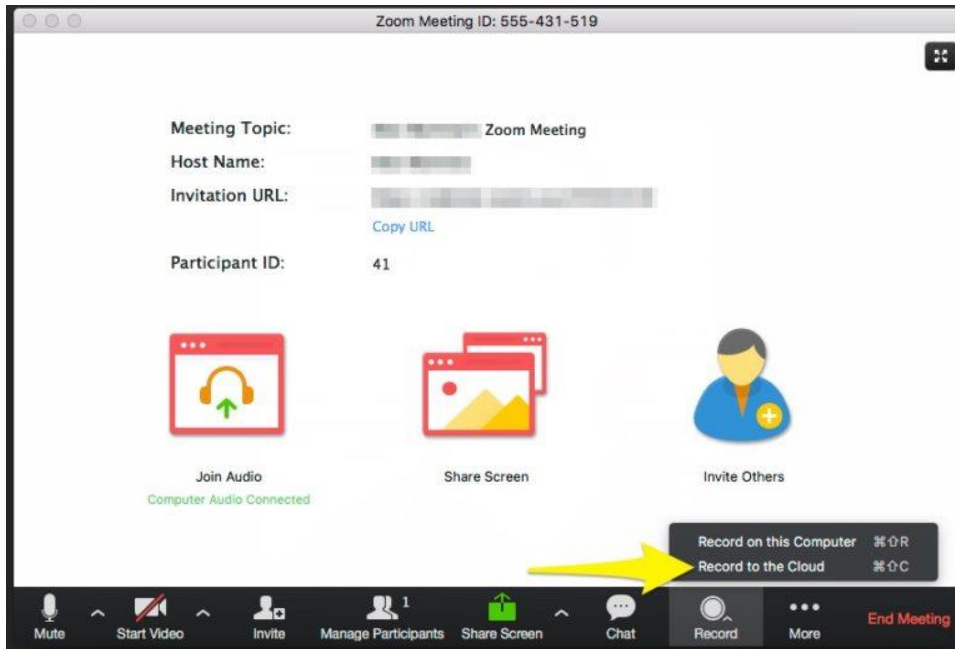 Zoom Meeting ID: 555-431-519
Meeting Topic: Zoom Meeting
Host Name:
Invitation URL:
Copy URL
Participant ID: 41
Join Audio Share Screen Invite Others
Computer Audio Connected
Record on this Computer ⌘⇧R
Record to the Cloud ⌘⇧C
1
Mute Start Video Invite Manage Participants Share Screen Chat Record More End Meeting